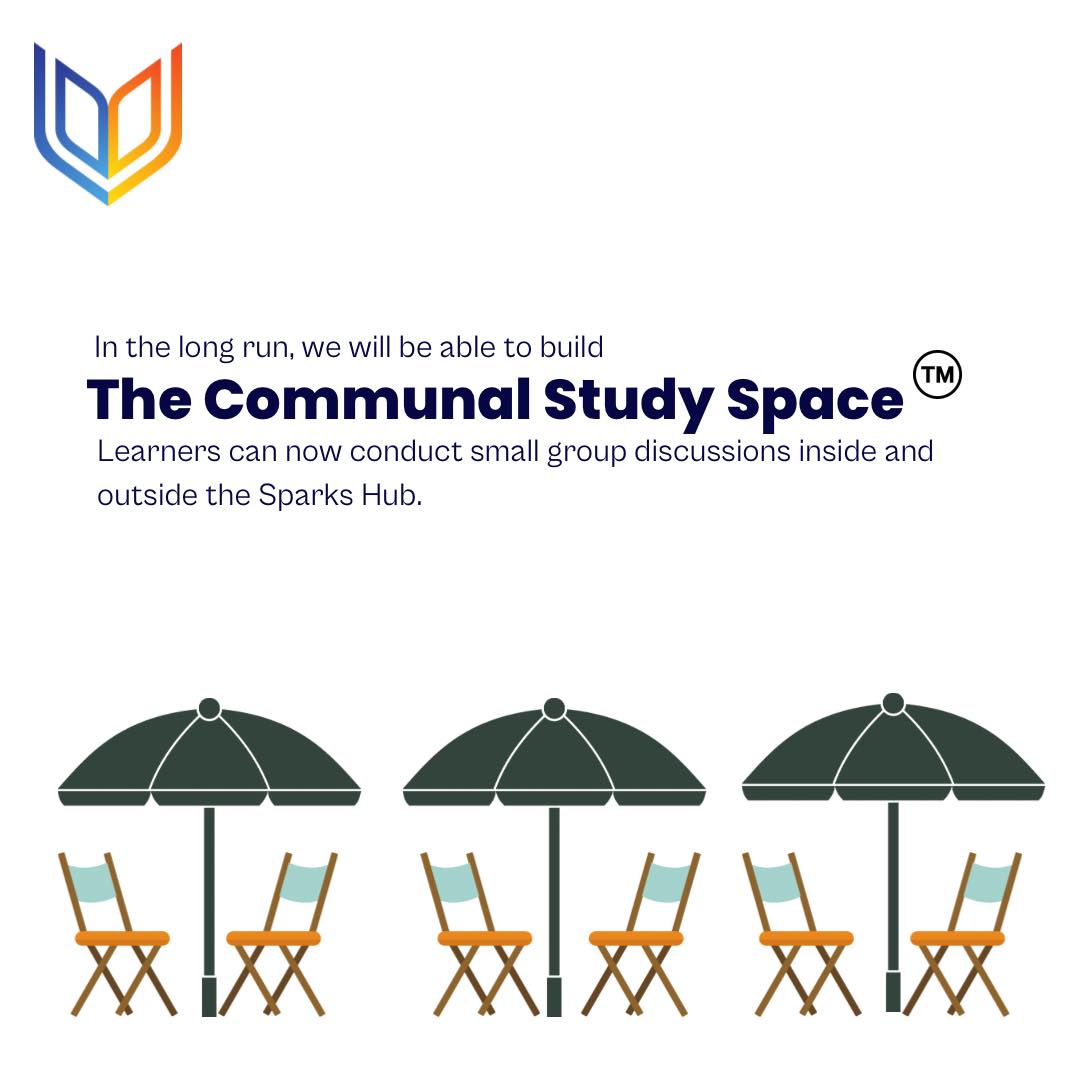 In the long run, we will be able to build
The Communal Study Space TM
Learners can now conduct small group discussions inside and
outside the Sparks Hub.